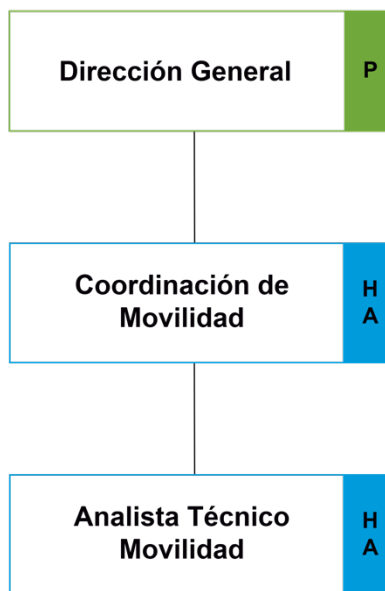 Dirección General
P
Coordinación de
Movilidad
H
A
Analista Técnico
Movilidad
H
A